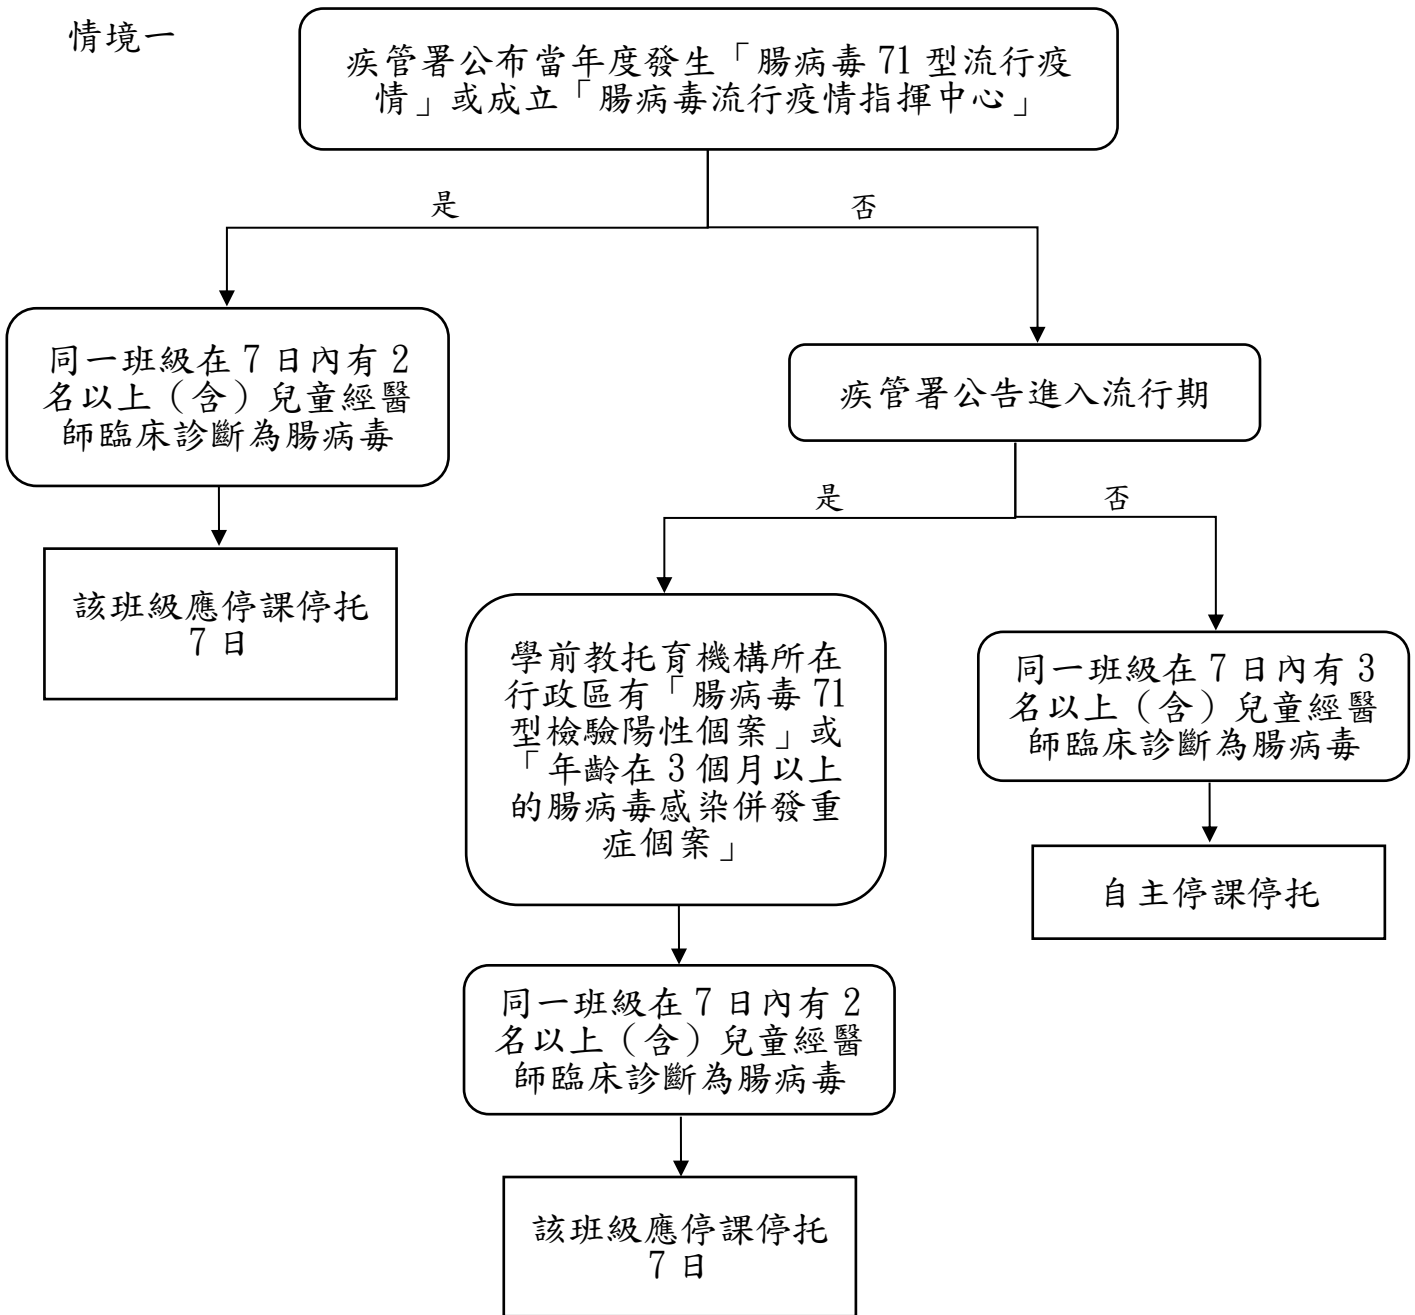 情境一
疾管署公布當年度發生「腸病毒 71 型流行疫
情」或成立「腸病毒流行疫情指揮中心」
是
否
同一班級在 7 日內有 2
名以上（含）兒童經醫
師臨床診斷為腸病毒
疾管署公告進入流行期
是
否
該班級應停課停托
7 日
學前教托育機構所在
行政區有「腸病毒 71
型檢驗陽性個案」或
「年齡在 3 個月以上
的腸病毒感染併發重
症個案」
同一班級在 7 日內有 3
名以上（含）兒童經醫
師臨床診斷為腸病毒
自主停課停托
同一班級在 7 日內有 2
名以上（含）兒童經醫
師臨床診斷為腸病毒
該班級應停課停托
7 日